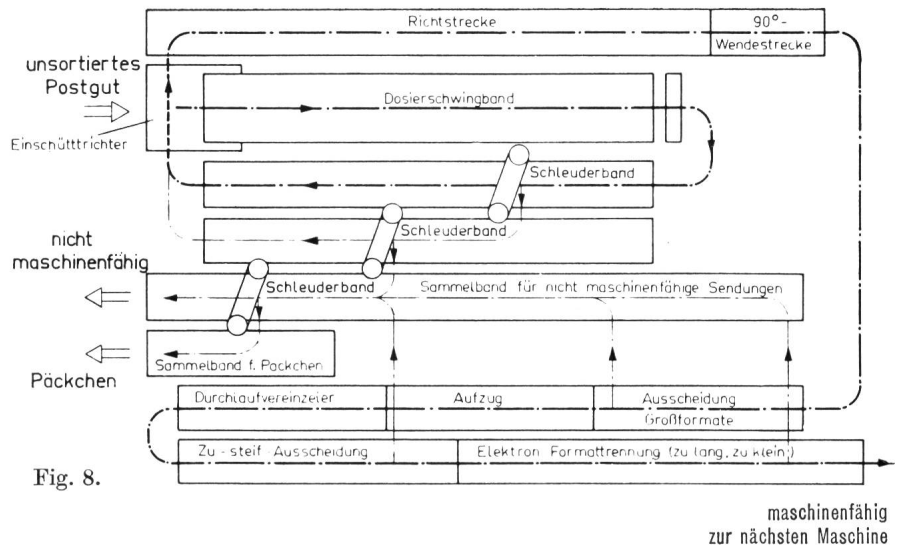 Richtstrecke
90°-
Wendestrecke
unsortiertes
Postgut
Dosierschwingband
Einschütttrichter
Schleuderband
Schleuderband
nicht
maschinenfähig
Schleuderband
Sammelband für nicht maschinenfähige Sendungen
Sammelband f. Päckchen
Päckchen
Durchlaufvereinzeler
Aufzug
Ausscheidung
Großformate
Zu-steif Ausscheidung
Elektron Formattrennung (zu lang, zu klein)
Fig. 8.
maschinenfähig
zur nächsten Maschine